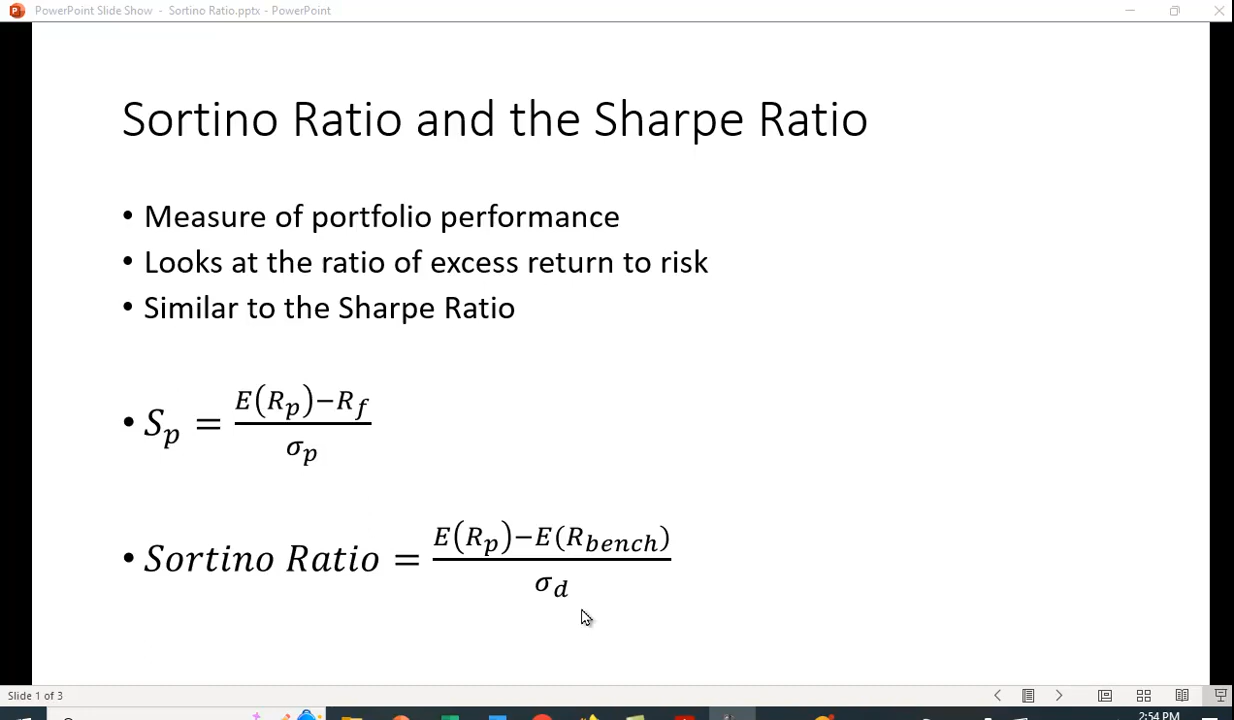 PowerPoint Slide Show - Sortino Ratio.pptx - PowerPoint
Sortino Ratio and the Sharpe Ratio
• Measure of portfolio performance
• Looks at the ratio of excess return to risk
• Similar to the Sharpe Ratio
• S_p = (E(R_p)−R_f)/σ_p
• Sortino Ratio = (E(R_p)−E(R_bench))/σ_d
Slide 1 of 3
2:54 PM